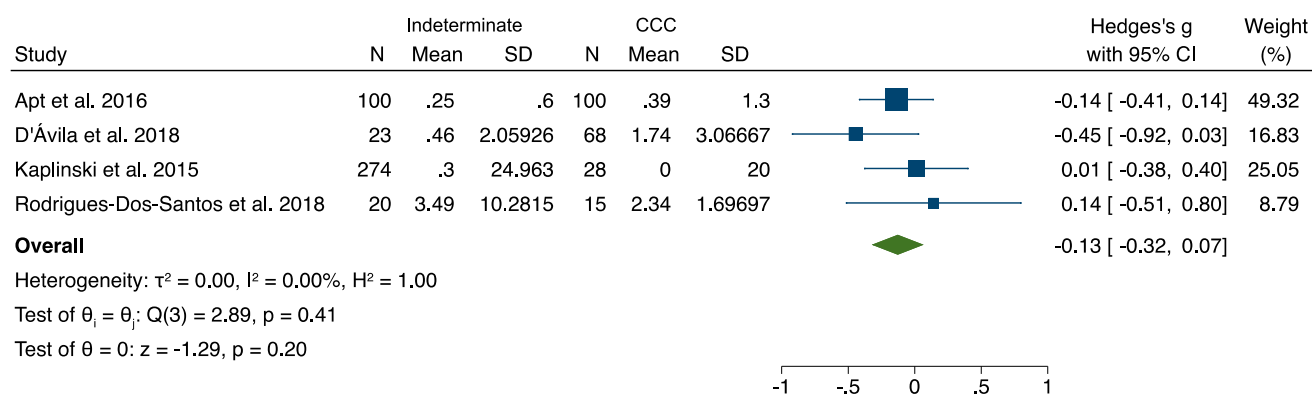 Indeterminate CCC Hedges's g Weight
Study N Mean SD N Mean SD with 95% CI (%)
Apt et al. 2016 100 .25 .6 100 .39 1.3 -0.14 [ -0.41, 0.14] 49.32
D'Ávila et al. 2018 23 .46 2.05926 68 1.74 3.06667 -0.45 [ -0.92, 0.03] 16.83
Kaplinski et al. 2015 274 .3 24.963 28 0 20 0.01 [ -0.38, 0.40] 25.05
Rodrigues-Dos-Santos et al. 2018 20 3.49 10.2815 15 2.34 1.69697 0.14 [ -0.51, 0.80] 8.79
Overall -0.13 [ -0.32, 0.07]
Heterogeneity: τ² = 0.00, I² = 0.00%, H² = 1.00
Test of θᵢ = θⱼ: Q(3) = 2.89, p = 0.41
Test of θ = 0: z = -1.29, p = 0.20
-1 -.5 0 .5 1